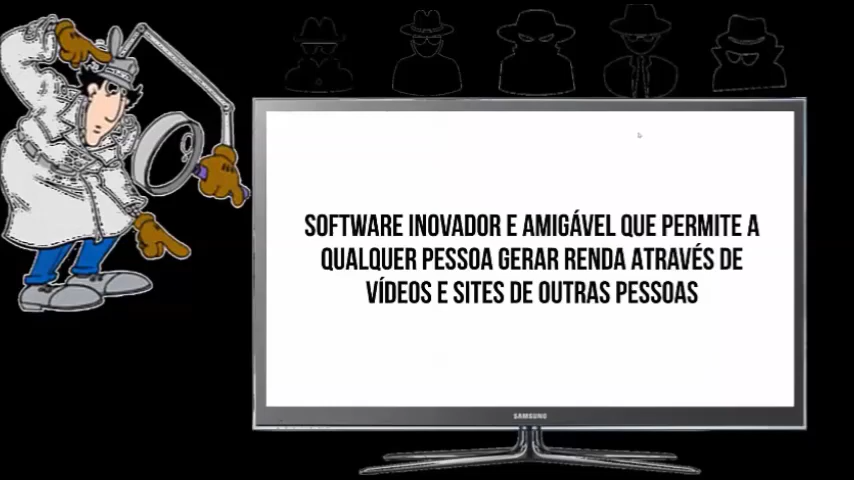 SOFTWARE INOVADOR E AMIGÁVEL QUE PERMITE A
QUALQUER PESSOA GERAR RENDA ATRAVÉS DE
VÍDEOS E SITES DE OUTRAS PESSOAS
SAMSUNG